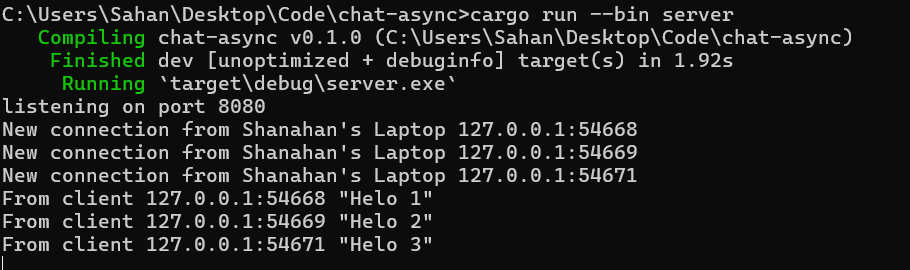 C:\Users\Sahan\Desktop\Code\chat-async>cargo run --bin server
   Compiling chat-async v0.1.0 (C:\Users\Sahan\Desktop\Code\chat-async)
    Finished dev [unoptimized + debuginfo] target(s) in 1.92s
     Running `target\debug\server.exe`
listening on port 8080
New connection from Shanahan's Laptop 127.0.0.1:54668
New connection from Shanahan's Laptop 127.0.0.1:54669
New connection from Shanahan's Laptop 127.0.0.1:54671
From client 127.0.0.1:54668 "Helo 1"
From client 127.0.0.1:54669 "Helo 2"
From client 127.0.0.1:54671 "Helo 3"